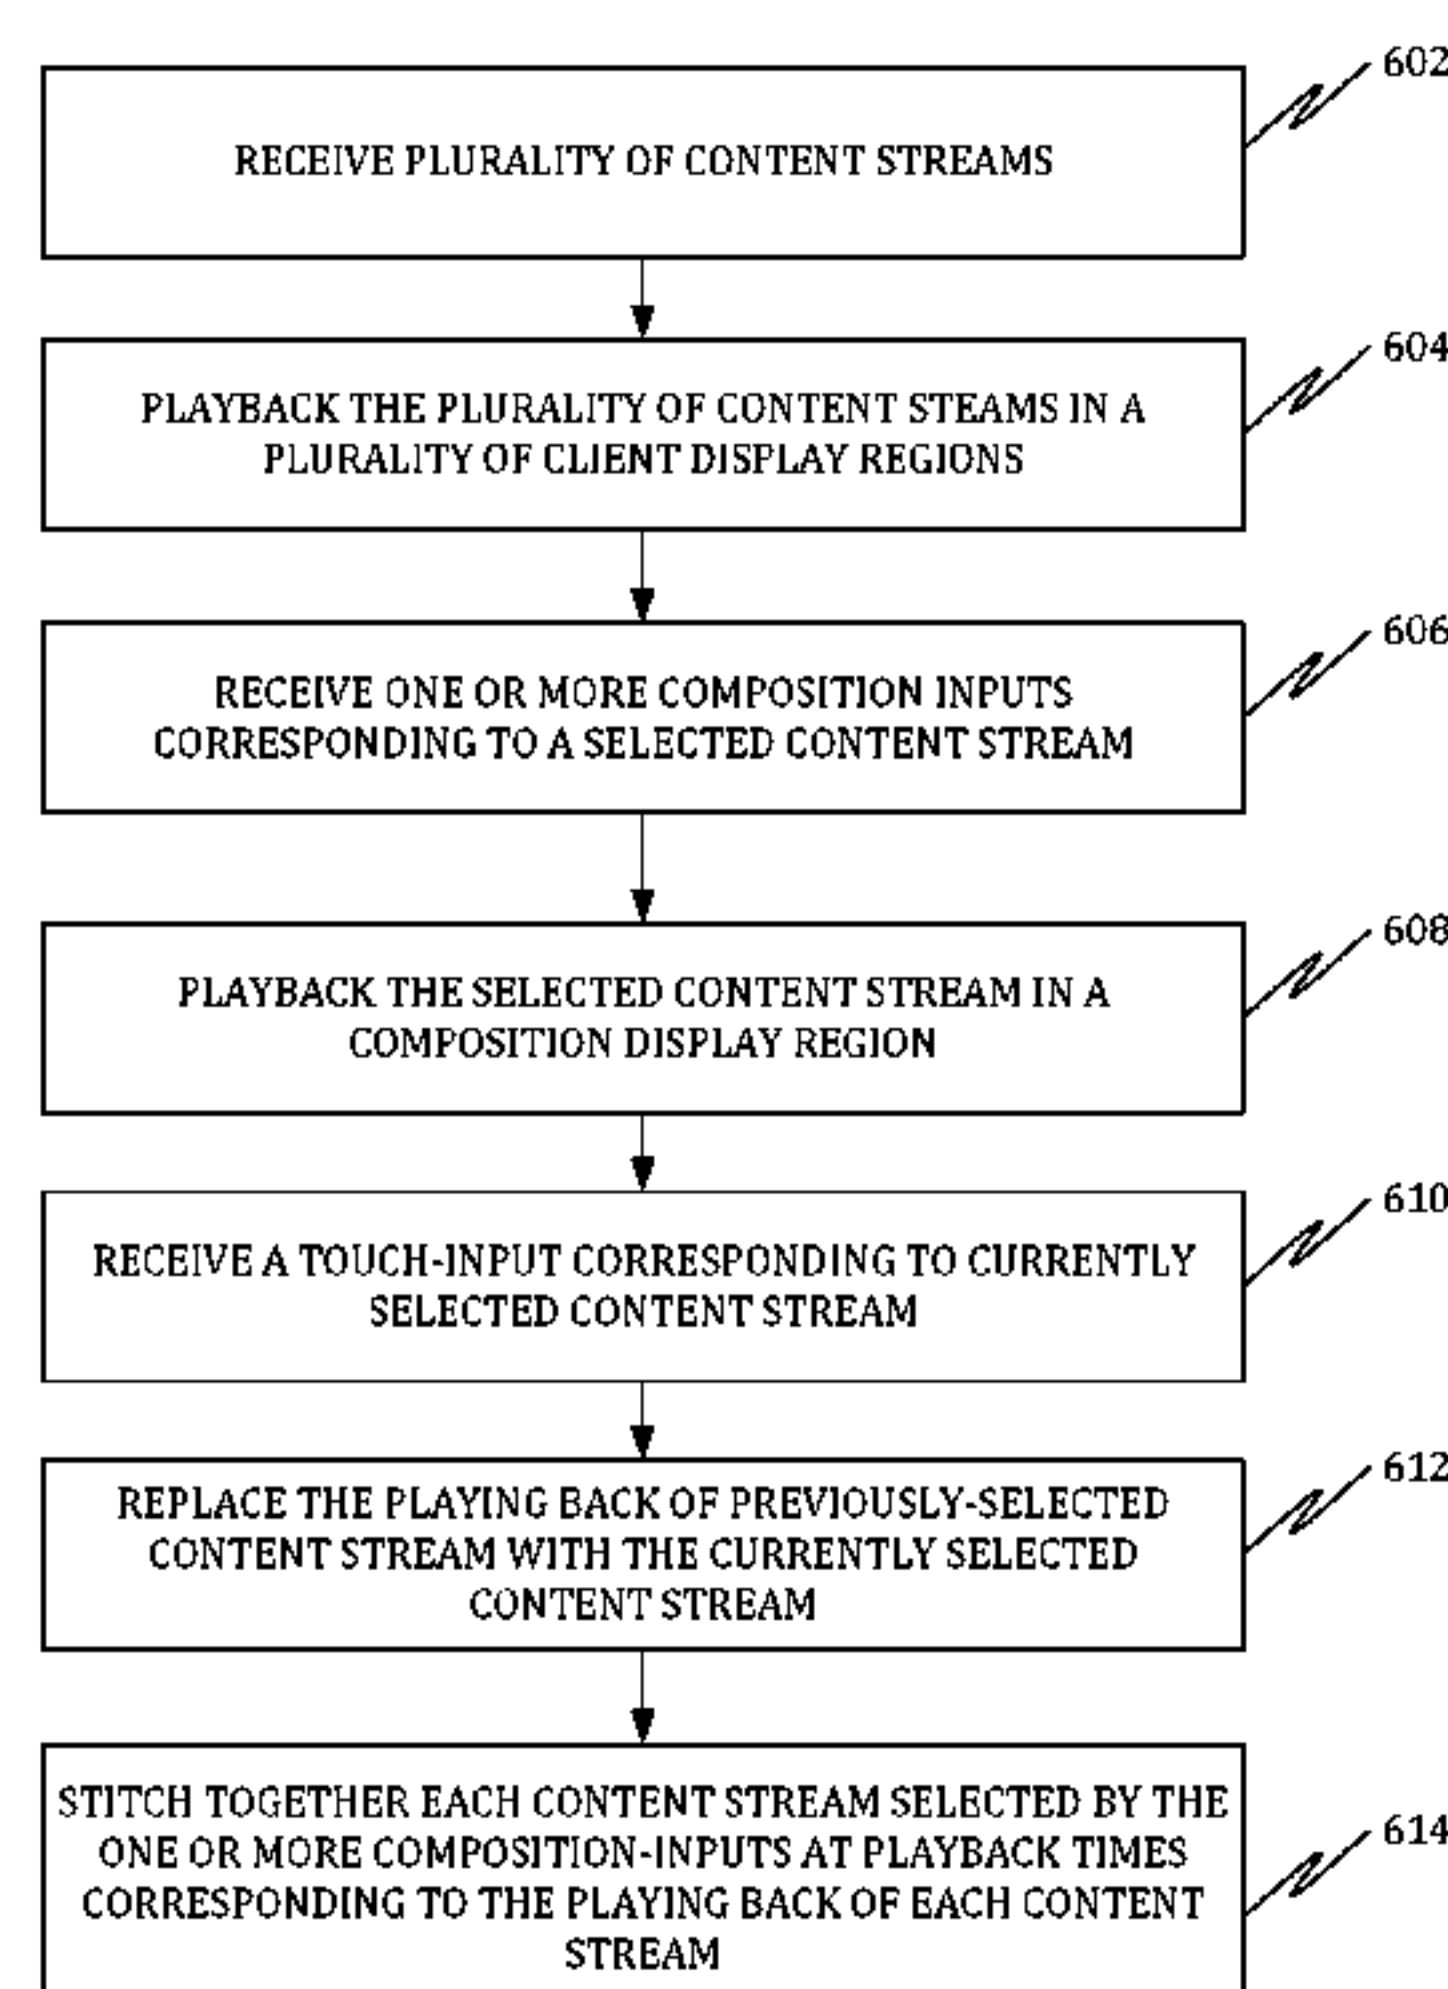 602
RECEIVE PLURALITY OF CONTENT STREAMS
604
PLAYBACK THE PLURALITY OF CONTENT STEAMS IN A
PLURALITY OF CLIENT DISPLAY REGIONS
606
RECEIVE ONE OR MORE COMPOSITION INPUTS
CORRESPONDING TO A SELECTED CONTENT STREAM
608
PLAYBACK THE SELECTED CONTENT STREAM IN A
COMPOSITION DISPLAY REGION
610
RECEIVE A TOUCH-INPUT CORRESPONDING TO CURRENTLY
SELECTED CONTENT STREAM
612
REPLACE THE PLAYING BACK OF PREVIOUSLY-SELECTED
CONTENT STREAM WITH THE CURRENTLY SELECTED
CONTENT STREAM
614
STITCH TOGETHER EACH CONTENT STREAM SELECTED BY THE
ONE OR MORE COMPOSITION-INPUTS AT PLAYBACK TIMES
CORRESPONDING TO THE PLAYING BACK OF EACH CONTENT
STREAM